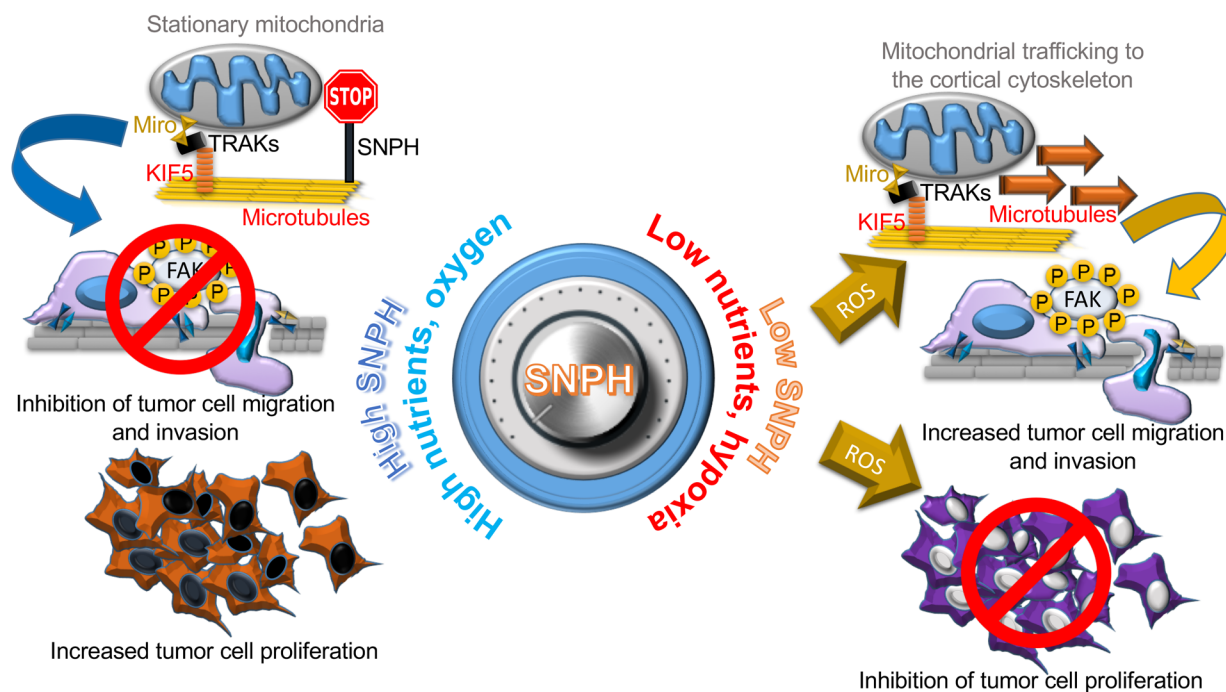 Stationary mitochondria
STOP
Miro
TRAKs
SNPH
KIF5
Microtubules
P P P P P P P P
FAK
Inhibition of tumor cell migration
and invasion
Increased tumor cell proliferation
High SNPH
High nutrients, oxygen
SNPH
Low nutrients, hypoxia
Low SNPH
Mitochondrial trafficking to
the cortical cytoskeleton
Miro
TRAKs
KIF5
Microtubules
ROS
P P P P P P P P
FAK
Increased tumor cell migration
and invasion
ROS
Inhibition of tumor cell proliferation